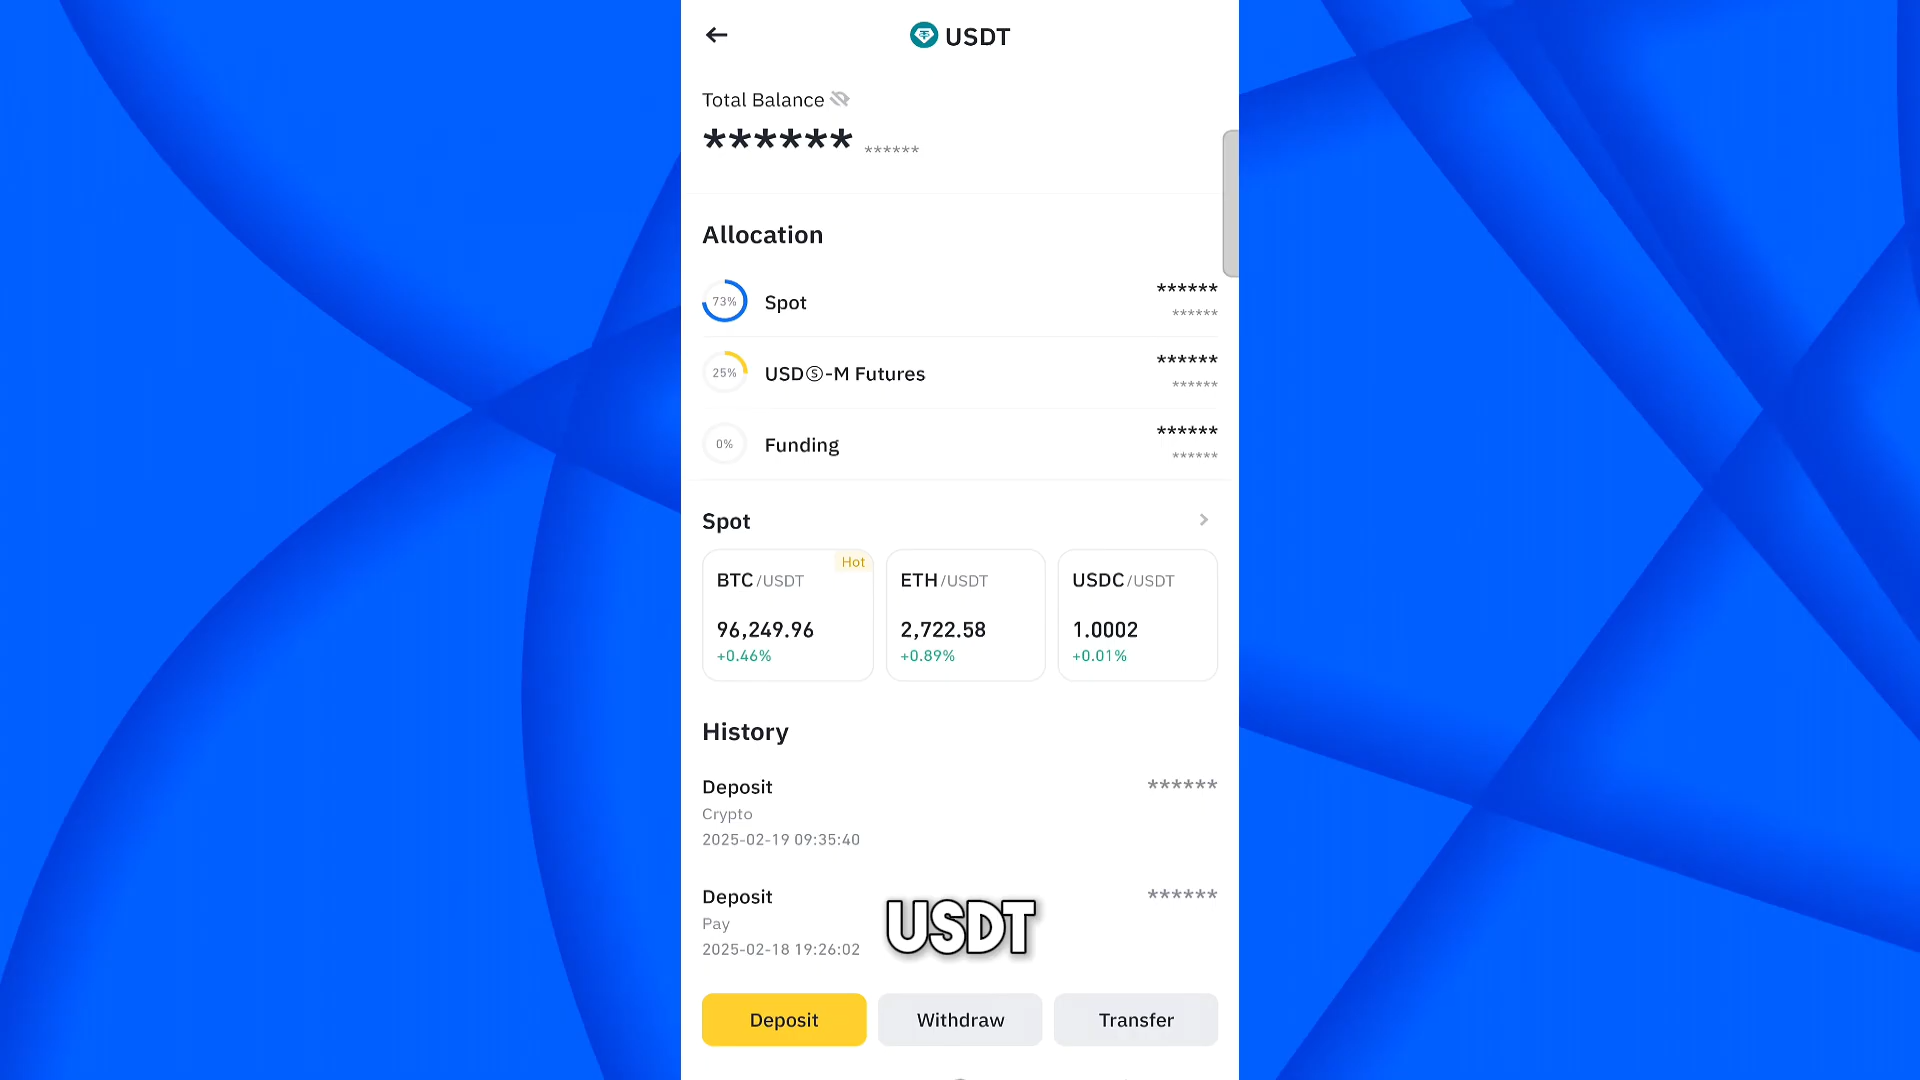 USDT
Total Balance
****** ******
Allocation
73% Spot ******
******
25% USDⓈ-M Futures ******
******
0% Funding ******
******
Spot
Hot
BTC/USDT ETH/USDT USDC/USDT
96,249.96 2,722.58 1.0002
+0.46% +0.89% +0.01%
History
Deposit ******
Crypto
2025-02-19 09:35:40
Deposit ******
Pay
2025-02-18 19:26:02
USDT
Deposit Withdraw Transfer